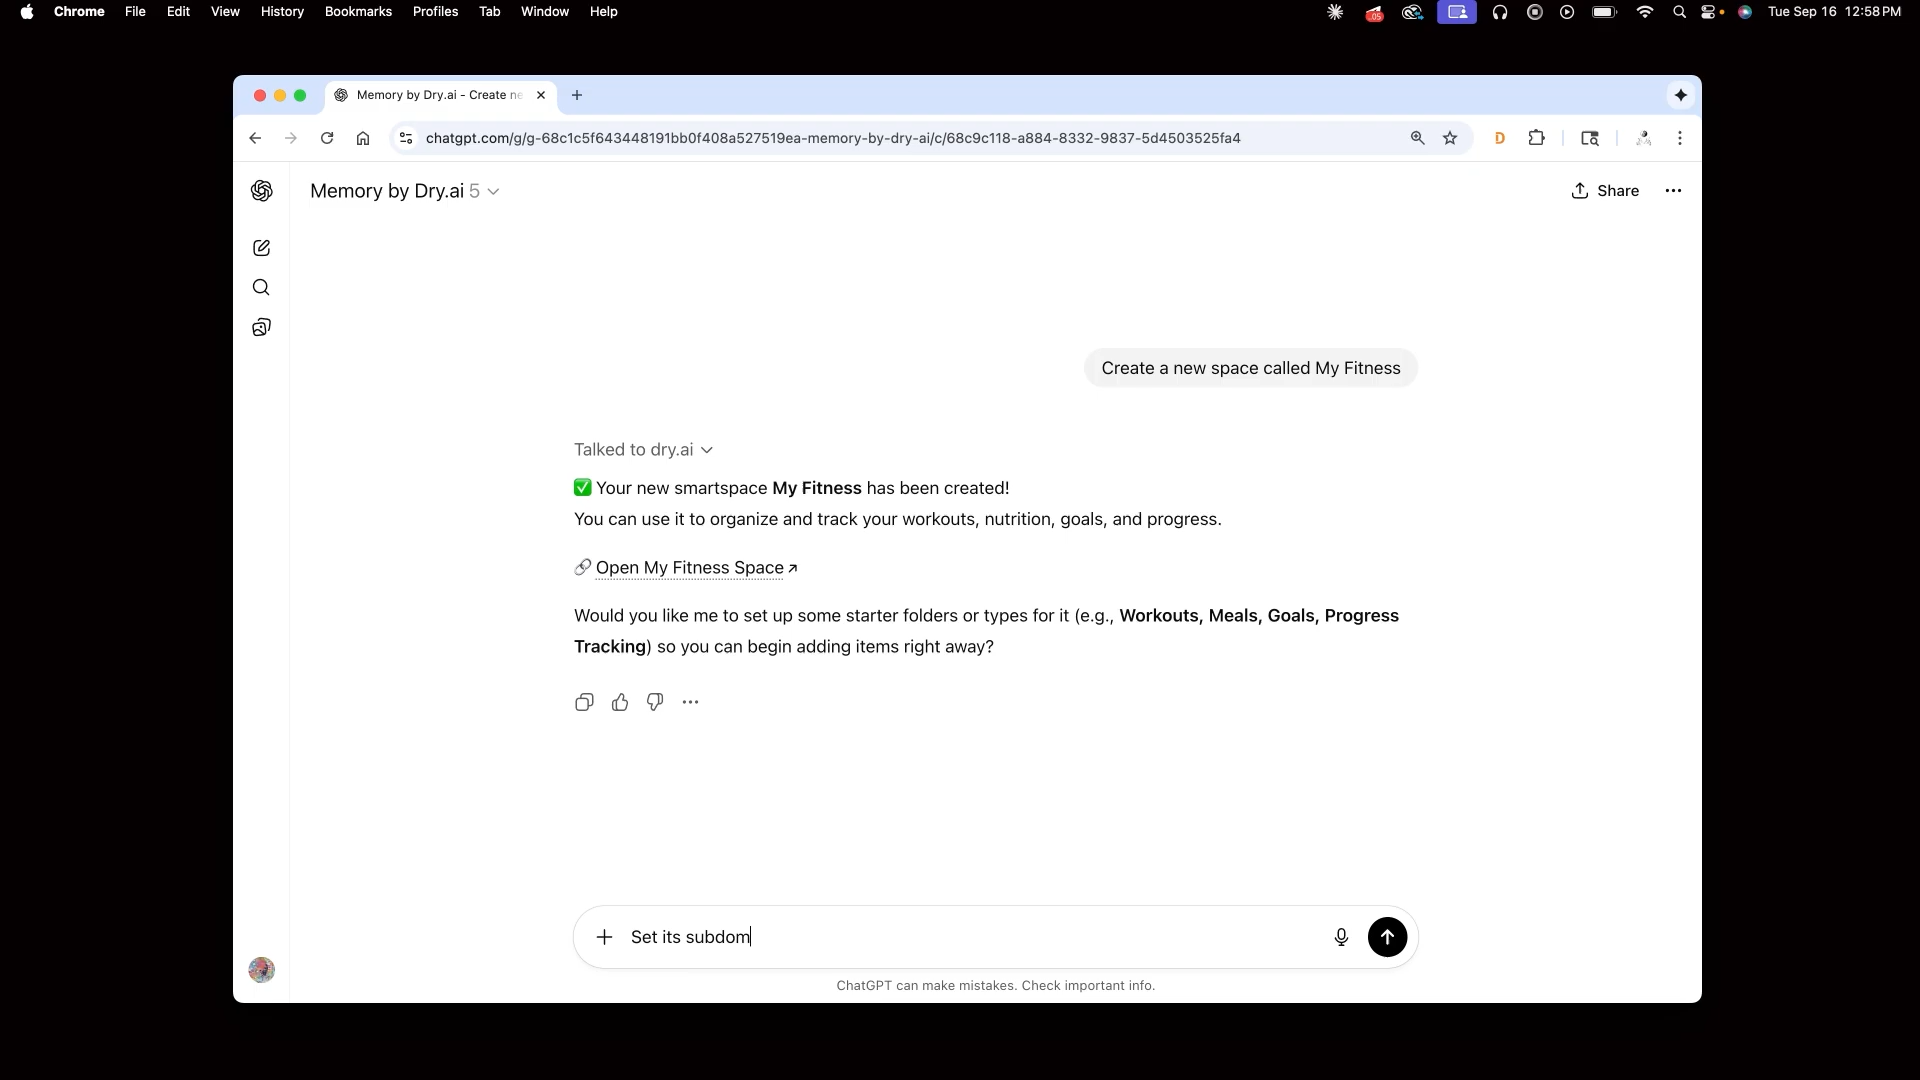 Chrome File Edit View History Bookmarks Profiles Tab Window Help
.05
Tue Sep 16 12:58 PM
Memory by Dry.ai - Create ne
chatgpt.com/g/g-68c1c5f643448191bb0f408a527519ea-memory-by-dry-ai/c/68c9c118-a884-8332-9837-5d4503525fa4
D
Memory by Dry.ai 5
Share
Create a new space called My Fitness
Talked to dry.ai
✅ Your new smartspace My Fitness has been created!
You can use it to organize and track your workouts, nutrition, goals, and progress.
🔗 Open My Fitness Space ↗
Would you like me to set up some starter folders or types for it (e.g., Workouts, Meals, Goals, Progress
Tracking) so you can begin adding items right away?
Set its subdom
ChatGPT can make mistakes. Check important info.